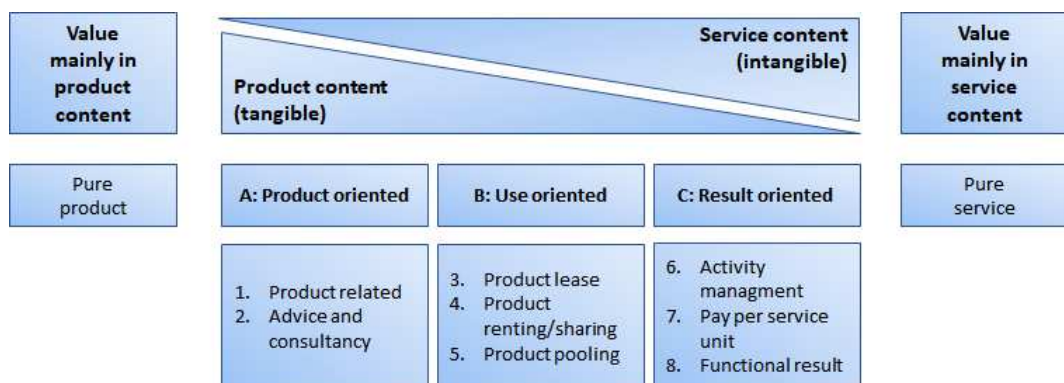 Value
mainly in
product
content
Product content
(tangible)
Service content
(intangible)
Value
mainly in
service
content
Pure
product
A: Product oriented
B: Use oriented
C: Result oriented
Pure
service
1. Product related
2. Advice and
consultancy
3. Product lease
4. Product
renting/sharing
5. Product pooling
6. Activity
managment
7. Pay per service
unit
8. Functional result